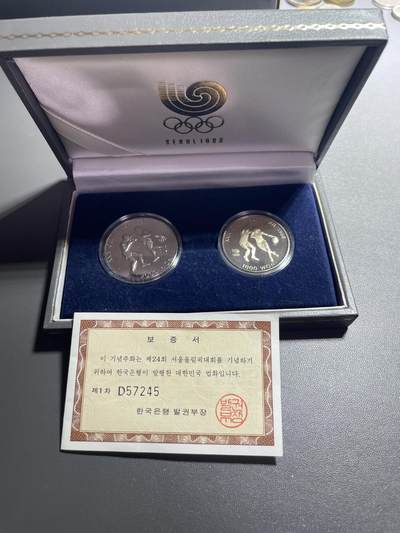 SEOUL 1988
1000 WON
보 증 서
이 기념주화는 제24회 서울올림픽대회를 기념하기
위하여 한국은행이 발행한 대한민국 법화입니다.
제1차 D57245
한국은행 발권부장